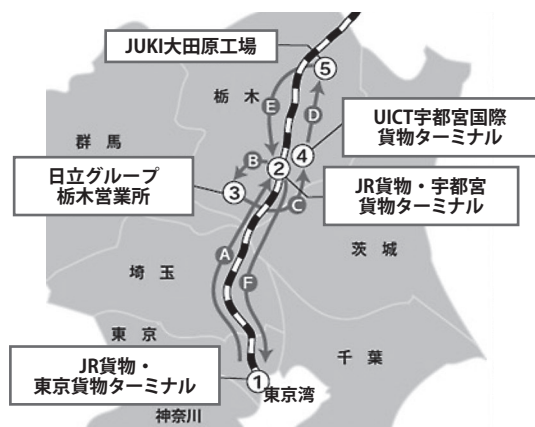 JUKI大田原工場
⑤
栃 木
E
D
UICT宇都宮国際
貨物ターミナル
群 馬
④
B
②
日立グループ
栃木営業所
③
JR貨物・宇都宮
貨物ターミナル
C
茨 城
A
埼 玉
F
東 京
千 葉
JR貨物・
東京貨物ターミナル
①
東京湾
神奈川